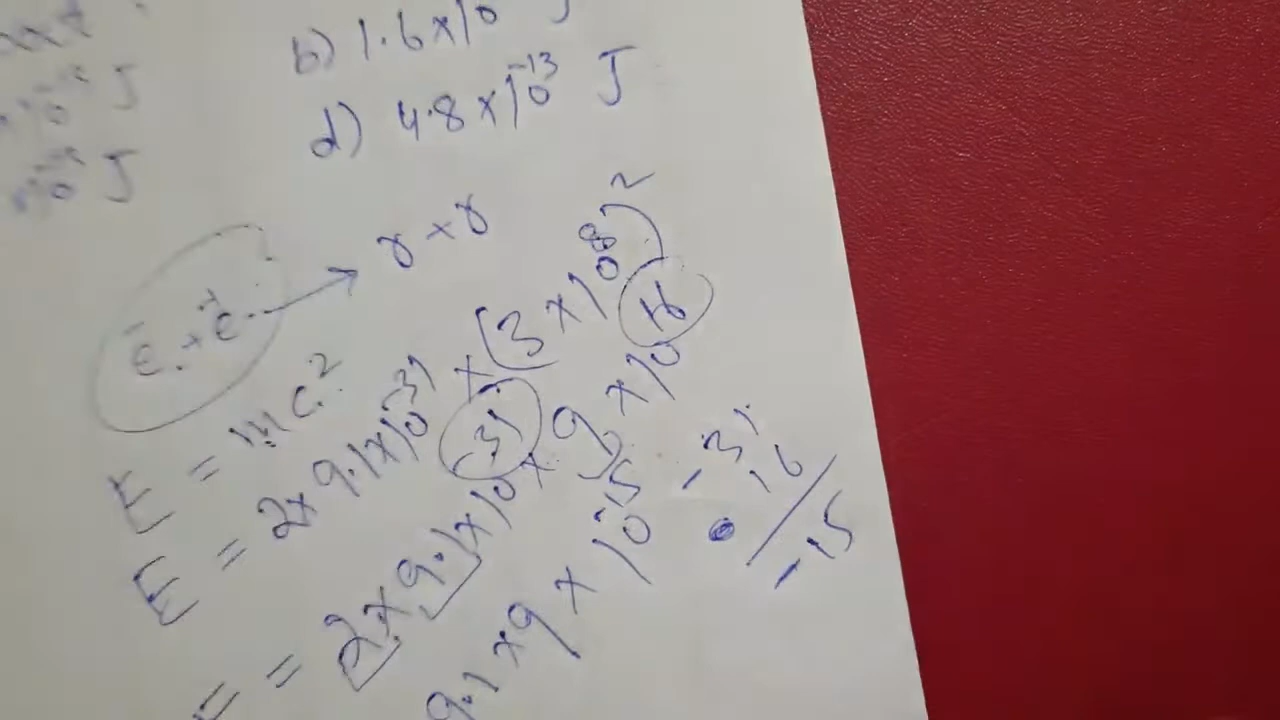 b) 1.6×10 J
J
d) 4.8×10⁻¹³ J
J
e⁻ + e⁺ → γ + γ
E = mc²
E = 2×9.1×10⁻³¹ × (3×10⁸)²
= 2×9.1×10⁻³¹ × 9 × 10¹⁶
9.1 × 9 × 10⁻¹⁵
-31
16
-15